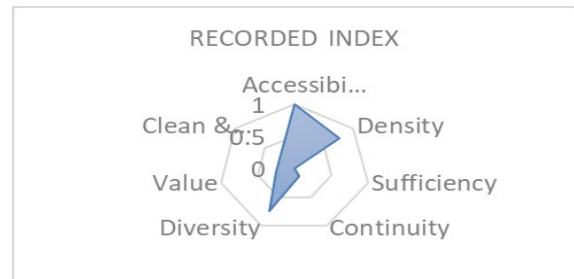 RECORDED INDEX
Accessibi...
1
Clean &...
0.5
Density
Value
0
Sufficiency
Diversity
Continuity